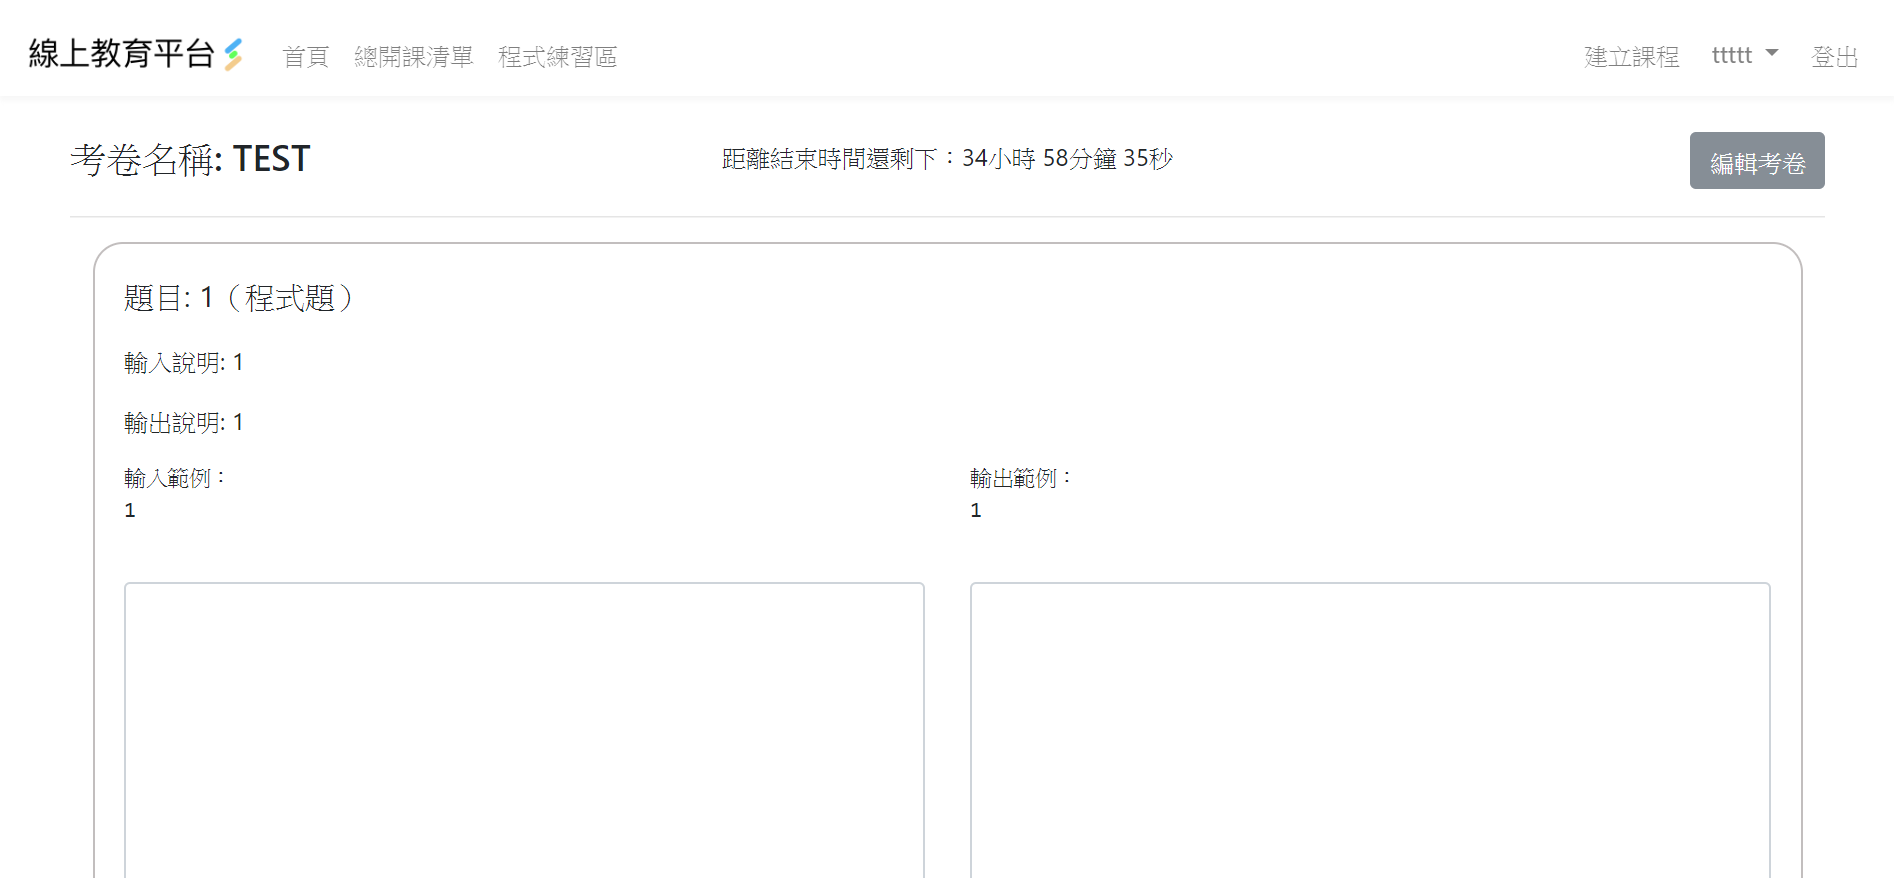 線上教育平台 首頁 總開課清單 程式練習區 建立課程 ttttt 登出
考卷名稱: TEST 距離結束時間還剩下：34小時 58分鐘 35秒 編輯考卷
題目: 1（程式題）
輸入說明: 1
輸出說明: 1
輸入範例： 輸出範例：
1 1